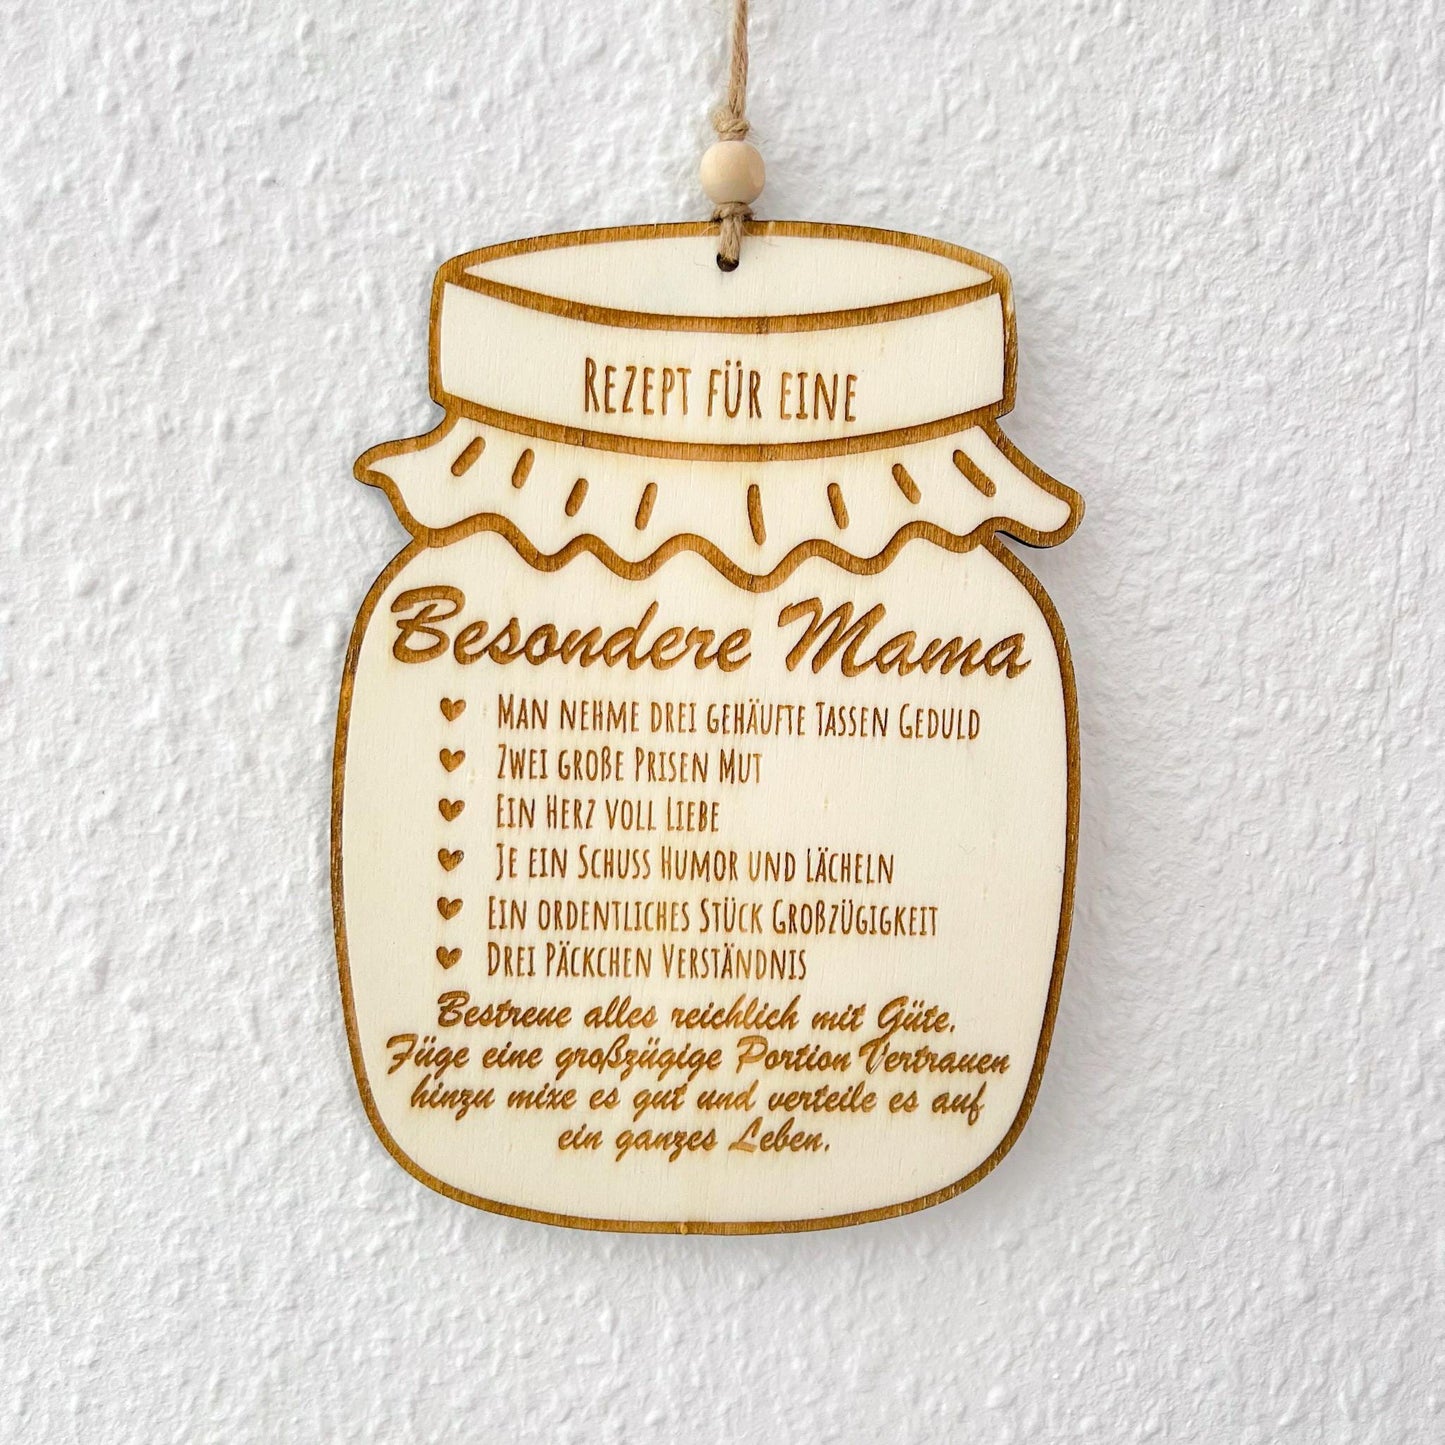 REZEPT FÜR EINE
Besondere Mama
MAN NEHME DREI GEHÄUFTE TASSEN GEDULD
ZWEI GROßE PRISEN MUT
EIN HERZ VOLL LIEBE
JE EIN SCHUSS HUMOR UND LÄCHELN
EIN ORDENTLICHES STÜCK GROßZÜGIGKEIT
DREI PÄCKCHEN VERSTÄNDNIS
Bestreue alles reichlich mit Güte.
Füge eine großzügige Portion Vertrauen
hinzu mixe es gut und verteile es auf
ein ganzes Leben.